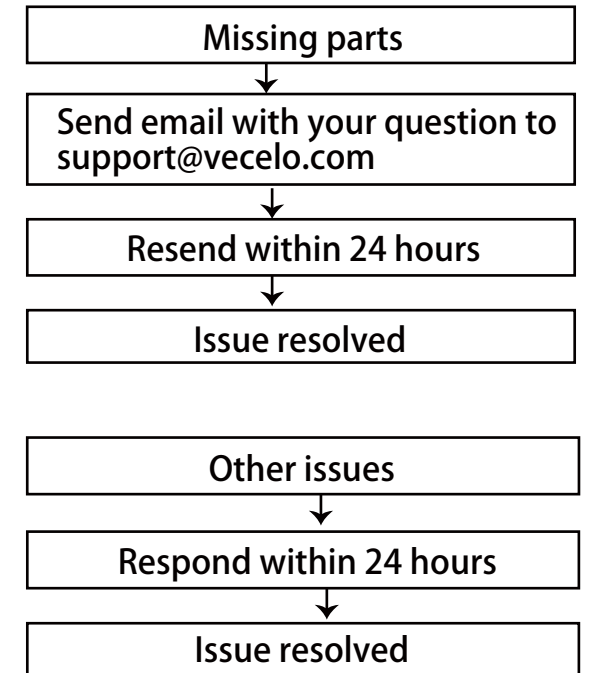 Missing parts
Send email with your question to
support@vecelo.com
Resend within 24 hours
Issue resolved
Other issues
Respond within 24 hours
Issue resolved